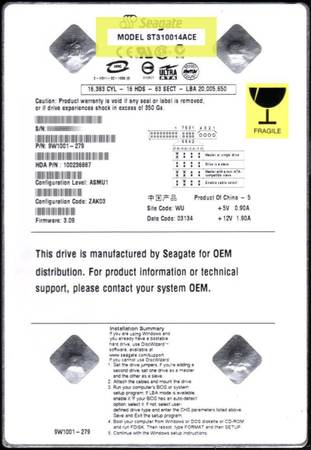 Seagate
MODEL ST310014ACE
ULTRA
ATA
16,383 CYL - 16 HDS - 63 SECT - LBA 20,005,650
Caution: Product warranty is void if any seal or label is removed,
or if drive experiences shock in excess of 350 Gs.
S/N
P/N: 9W1001-279
HDA P/N: 100236867
Configuration Level: ASMU1
Configuration Code: ZAK03
Firmware: 3.09
Master or single drive
Drive is a slave
Enable cable select
FRAGILE
中国产品 Product Of China - 5
Site Code: WU +5V 0.90A
Date Code: 03134 +12V 1.90A
This drive is manufactured by Seagate for OEM
distribution. For product information or technical
support, please contact your system OEM.
Installation Summary
If you are using Windows and
you already have a bootable
hard drive, use DiscWizard
software, available at
www.seagate.com/support
If you cannot use DiscWizard
1. Set the drive jumpers. If you're adding a
second drive, set one drive as a master
and the other as a slave.
2. Attach the cables and mount the drive.
3. Run your computer's BIOS or system
setup program. If LBA mode is available,
enable it. If your BIOS has an auto-detect
option, select it. If not, select user-
defined drive type and enter the CHS parameters listed above.
Save and Exit the setup program.
4. Boot your computer from Windows or DOS diskette or CD-ROM
and run FDISK. Then reboot, type FORMAT and then SETUP.
5. Continue with the Windows setup instructions.
9W1001-279